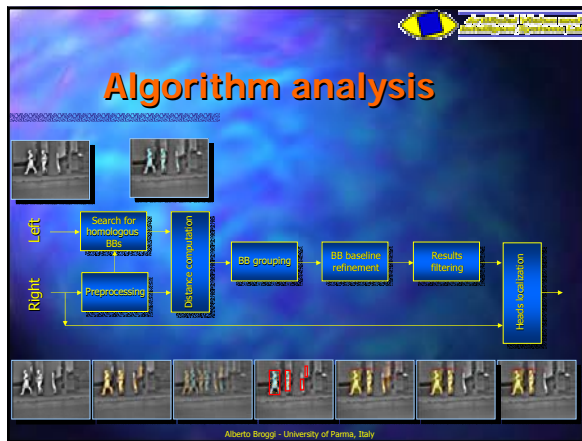 Algorithm analysis
Left
Search for
homologous
BBs
Distance computation
BB grouping
BB baseline
refinement
Results
filtering
Heads localization
Right
Preprocessing
Alberto Broggi - University of Parma, Italy